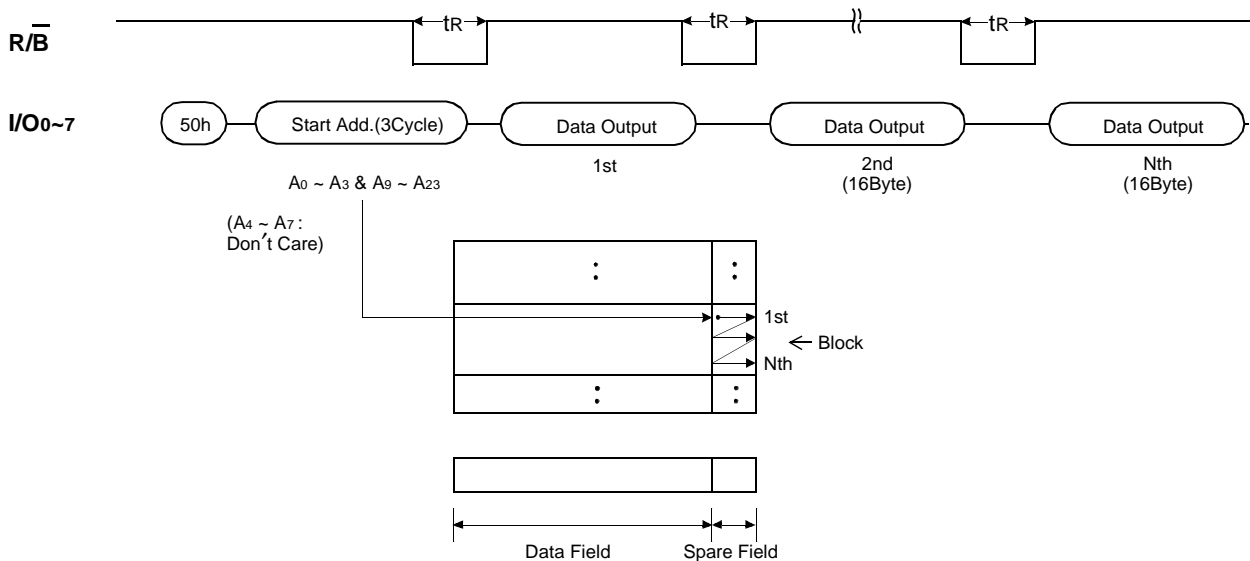 tR
tR
tR
R/B
I/O0~7
50h
Start Add.(3Cycle)
Data Output
Data Output
Data Output
1st
2nd
(16Byte)
Nth
(16Byte)
A0 ~ A3 & A9 ~ A23
(A4 ~ A7 :
Don't Care)
1st
Block
Nth
Data Field
Spare Field